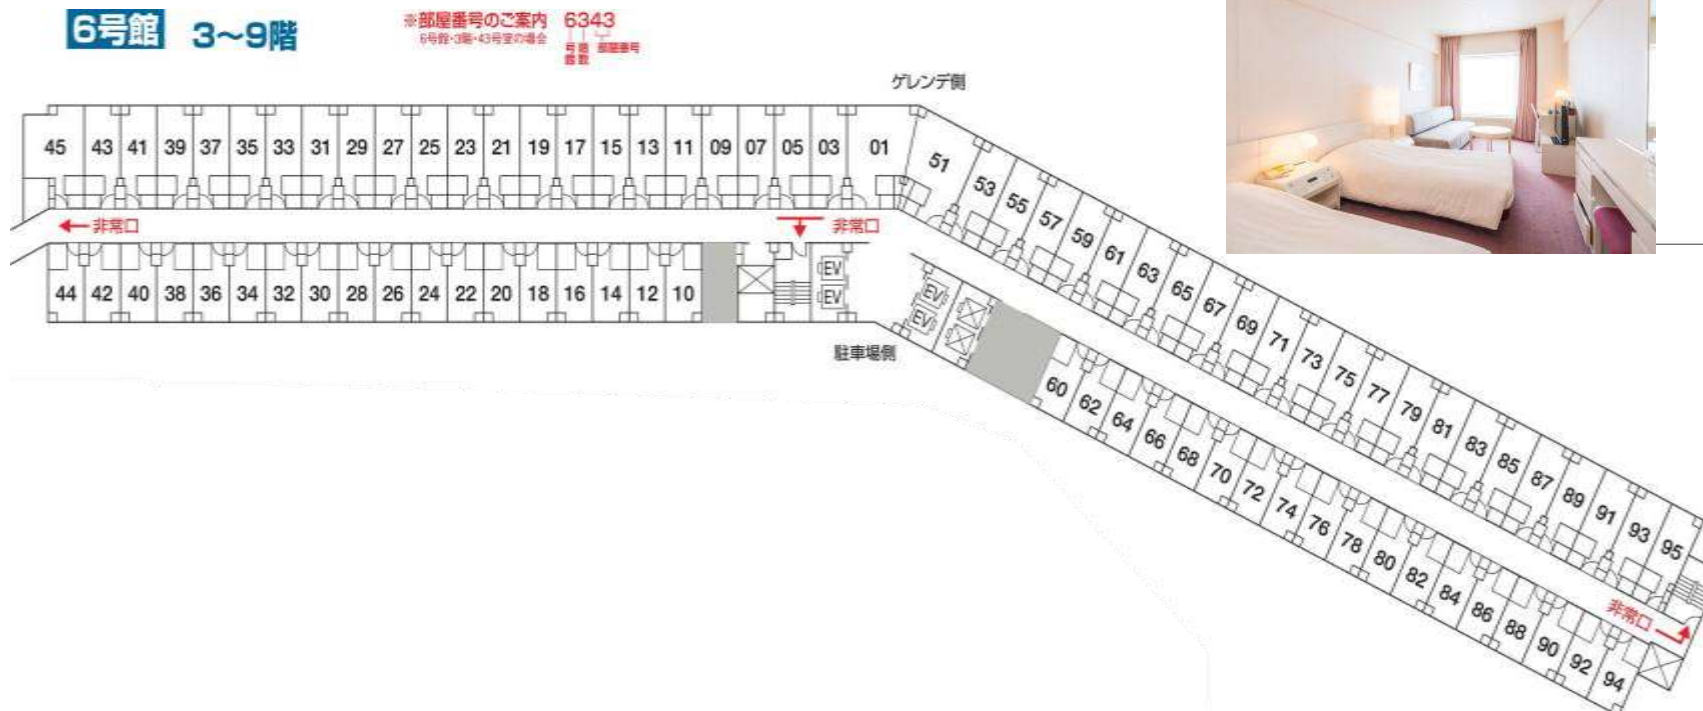 6号館 3〜9階
※部屋番号のご案内 6343
6号館・3階・43号室の場合
号館 階数 部屋番号
ゲレンデ側
45 43 41 39 37 35 33 31 29 27 25 23 21 19 17 15 13 11 09 07 05 03 01
51 53 55 57 59 61 63 65 67 69 71 73 75 77 79 81 83 85 87 89 91 93 95
非常口
非常口
44 42 40 38 36 34 32 30 28 26 24 22 20 18 16 14 12 10
EV
EV
EV
EV
駐車場側
60 62 64 66 68 70 72 74 76 78 80 82 84 86 88 90 92 94
非常口